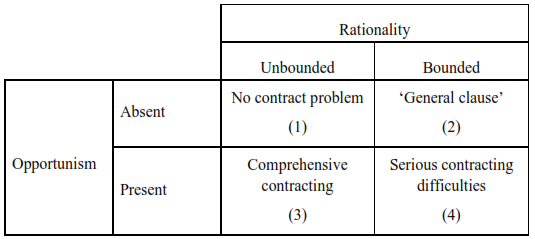 Rationality
Unbounded Bounded
Opportunism
Absent
No contract problem
(1)
‘General clause’
(2)
Present
Comprehensive
contracting
(3)
Serious contracting
difficulties
(4)